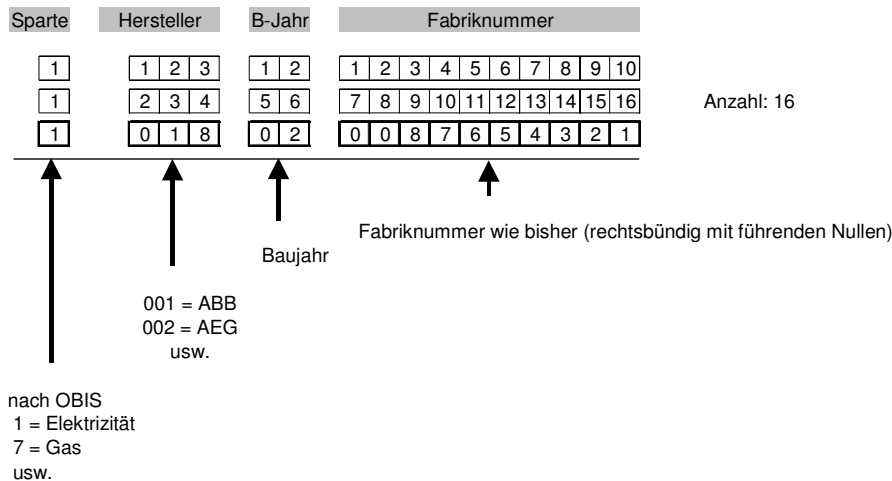 Sparte Hersteller B-Jahr Fabriknummer
1 1 2 3 1 2 1 2 3 4 5 6 7 8 9 10
1 2 3 4 5 6 7 8 9 10 11 12 13 14 15 16 Anzahl: 16
1 0 1 8 0 2 0 0 8 7 6 5 4 3 2 1
Fabriknummer wie bisher (rechtsbündig mit führenden Nullen)
Baujahr
001 = ABB
002 = AEG
usw.
nach OBIS
1 = Elektrizität
7 = Gas
usw.